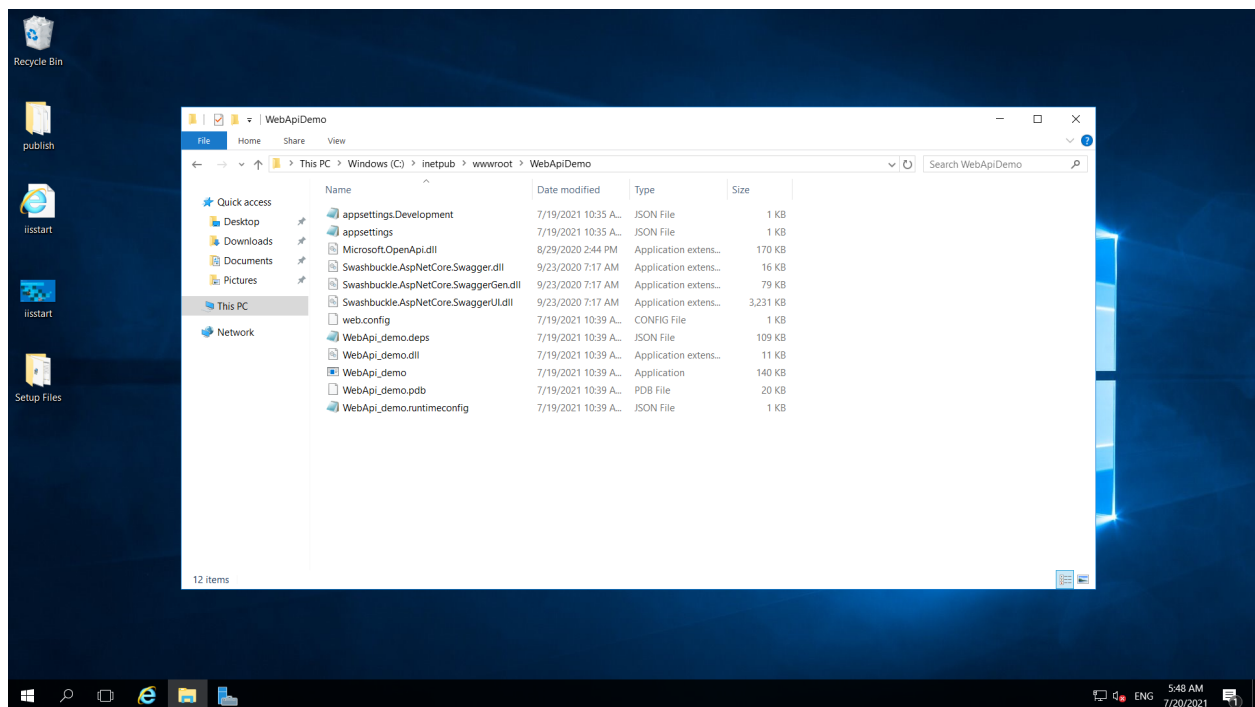 Recycle Bin
publish
isstart
isstart
Setup Files
WebApiDemo
File Home Share View
This PC > Windows (C:) > inetpub > wwwroot > WebApiDemo
Search WebApiDemo
Quick access
Desktop
Downloads
Documents
Pictures
This PC
Network
Name Date modified Type Size
appsettings.Development 7/19/2021 10:35 A... JSON File 1 KB
appsettings 7/19/2021 10:35 A... JSON File 1 KB
Microsoft.OpenApi.dll 8/29/2020 2:44 PM Application extens... 170 KB
Swashbuckle.AspNetCore.Swagger.dll 9/23/2020 7:17 AM Application extens... 16 KB
Swashbuckle.AspNetCore.SwaggerGen.dll 9/23/2020 7:17 AM Application extens... 79 KB
Swashbuckle.AspNetCore.SwaggerUI.dll 9/23/2020 7:17 AM Application extens... 3,231 KB
web.config 7/19/2021 10:39 A... CONFIG File 1 KB
WebApi_demo.deps 7/19/2021 10:39 A... JSON File 109 KB
WebApi_demo.dll 7/19/2021 10:39 A... Application extens... 11 KB
WebApi_demo 7/19/2021 10:39 A... Application 140 KB
WebApi_demo.pdb 7/19/2021 10:39 A... PDB File 20 KB
WebApi_demo.runtimeconfig 7/19/2021 10:39 A... JSON File 1 KB
12 items
ENG
5:48 AM
7/20/2021
1